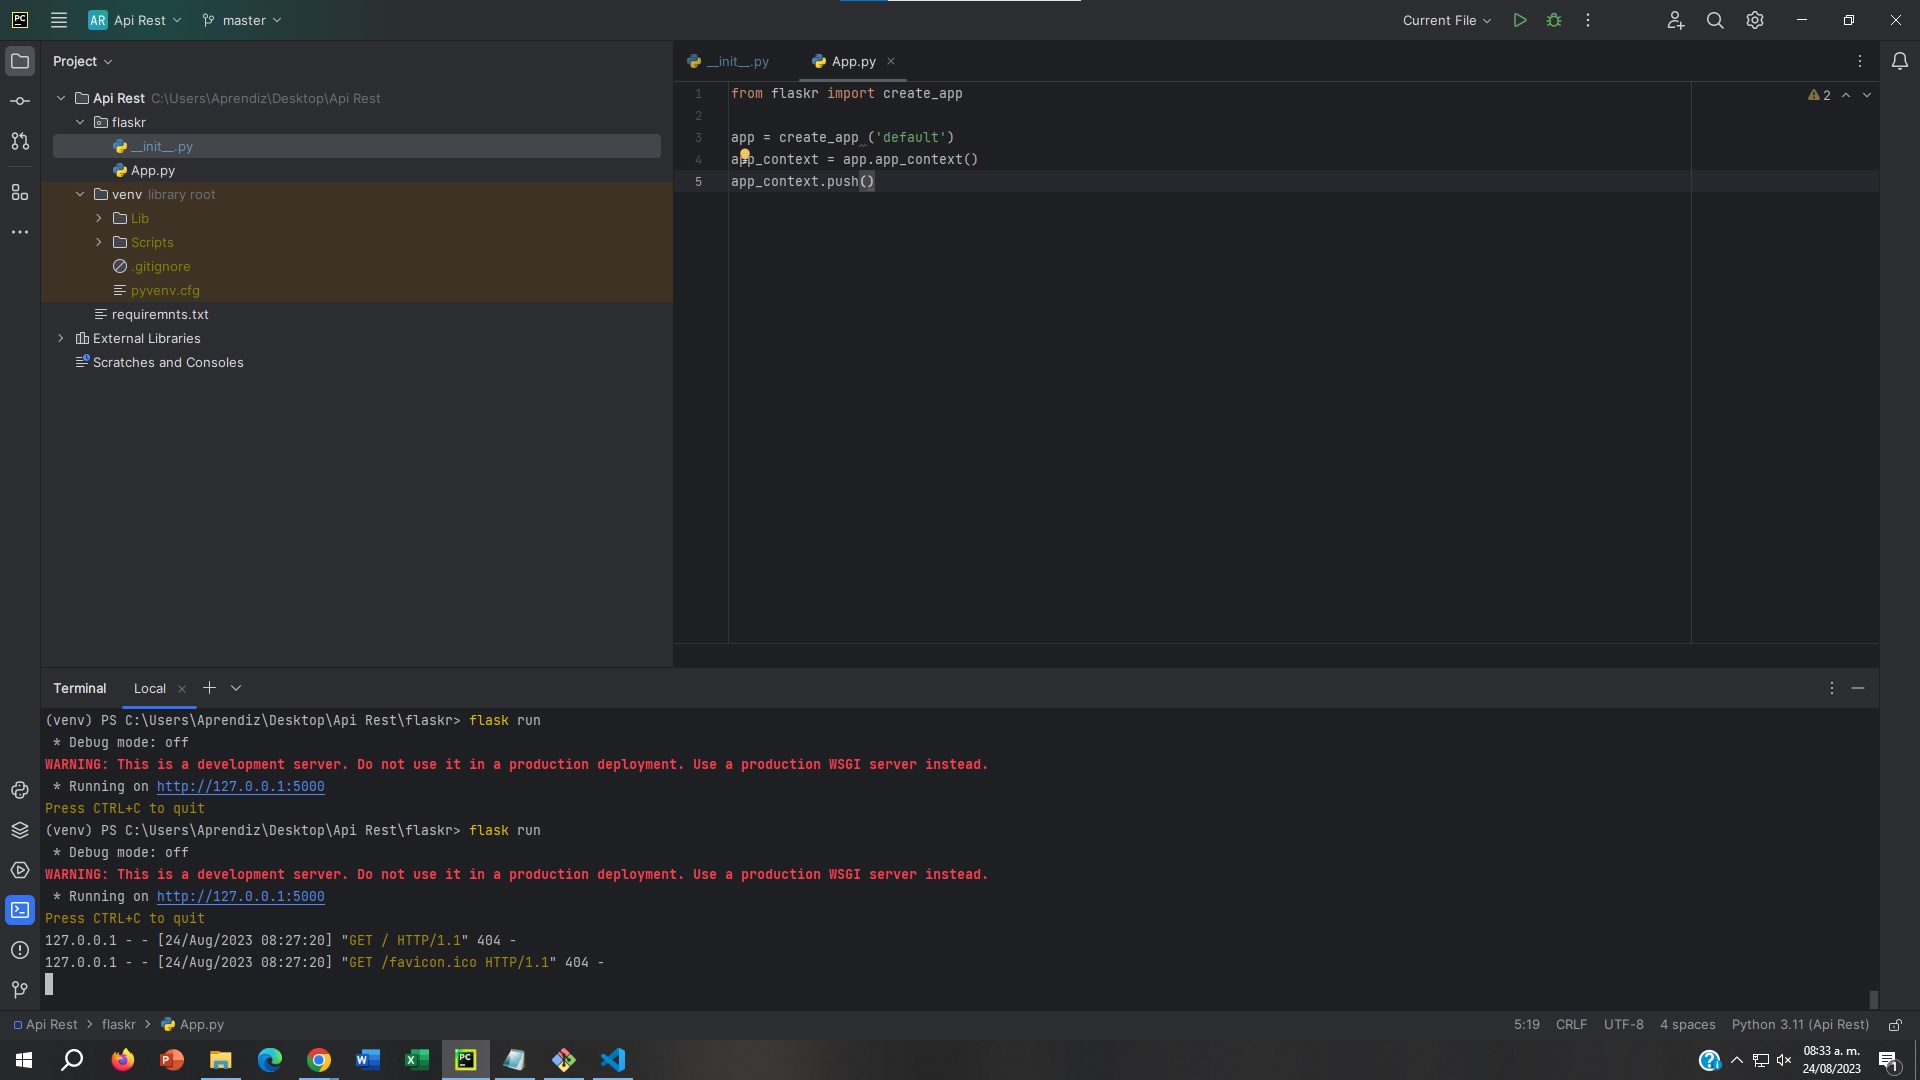 PC
AR Api Rest
master
Current File
Project
Api Rest C:\Users\Aprendiz\Desktop\Api Rest
flaskr
__init__.py
App.py
venv library root
Lib
Scripts
.gitignore
pyvenv.cfg
requiremnts.txt
External Libraries
Scratches and Consoles
__init__.py
App.py
2
1 from flaskr import create_app
2
3 app = create_app ('default')
4 app_context = app.app_context()
5 app_context.push()
Terminal
Local
(venv) PS C:\Users\Aprendiz\Desktop\Api Rest\flaskr> flask run
* Debug mode: off
WARNING: This is a development server. Do not use it in a production deployment. Use a production WSGI server instead.
* Running on http://127.0.0.1:5000
Press CTRL+C to quit
(venv) PS C:\Users\Aprendiz\Desktop\Api Rest\flaskr> flask run
* Debug mode: off
WARNING: This is a development server. Do not use it in a production deployment. Use a production WSGI server instead.
* Running on http://127.0.0.1:5000
Press CTRL+C to quit
127.0.0.1 - - [24/Aug/2023 08:27:20] "GET / HTTP/1.1" 404 -
127.0.0.1 - - [24/Aug/2023 08:27:20] "GET /favicon.ico HTTP/1.1" 404 -
Api Rest > flaskr > App.py
5:19 CRLF UTF-8 4 spaces Python 3.11 (Api Rest)
PC
08:33 a. m.
24/08/2023
1